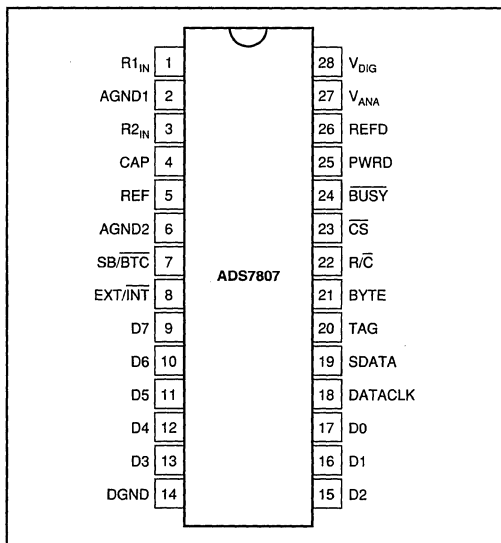 R1IN 1 28 VDIG
AGND1 2 27 VANA
R2IN 3 26 REFD
CAP 4 25 PWRD
REF 5 24 BUSY
AGND2 6 23 CS
SB/BTC 7 ADS7807 22 R/C
EXT/INT 8 21 BYTE
D7 9 20 TAG
D6 10 19 SDATA
D5 11 18 DATACLK
D4 12 17 D0
D3 13 16 D1
DGND 14 15 D2